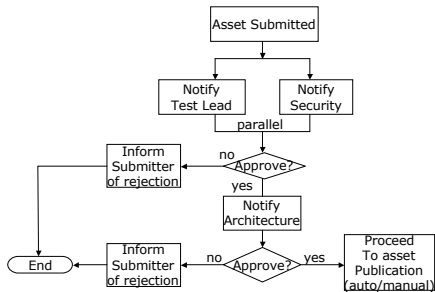 Asset Submitted
Notify
Test Lead
Notify
Security
parallel
Inform
Submitter
of rejection
no
Approve?
yes
Notify
Architecture
Inform
Submitter
of rejection
End
no
Approve?
yes
Proceed
To asset
Publication
(auto/manual)